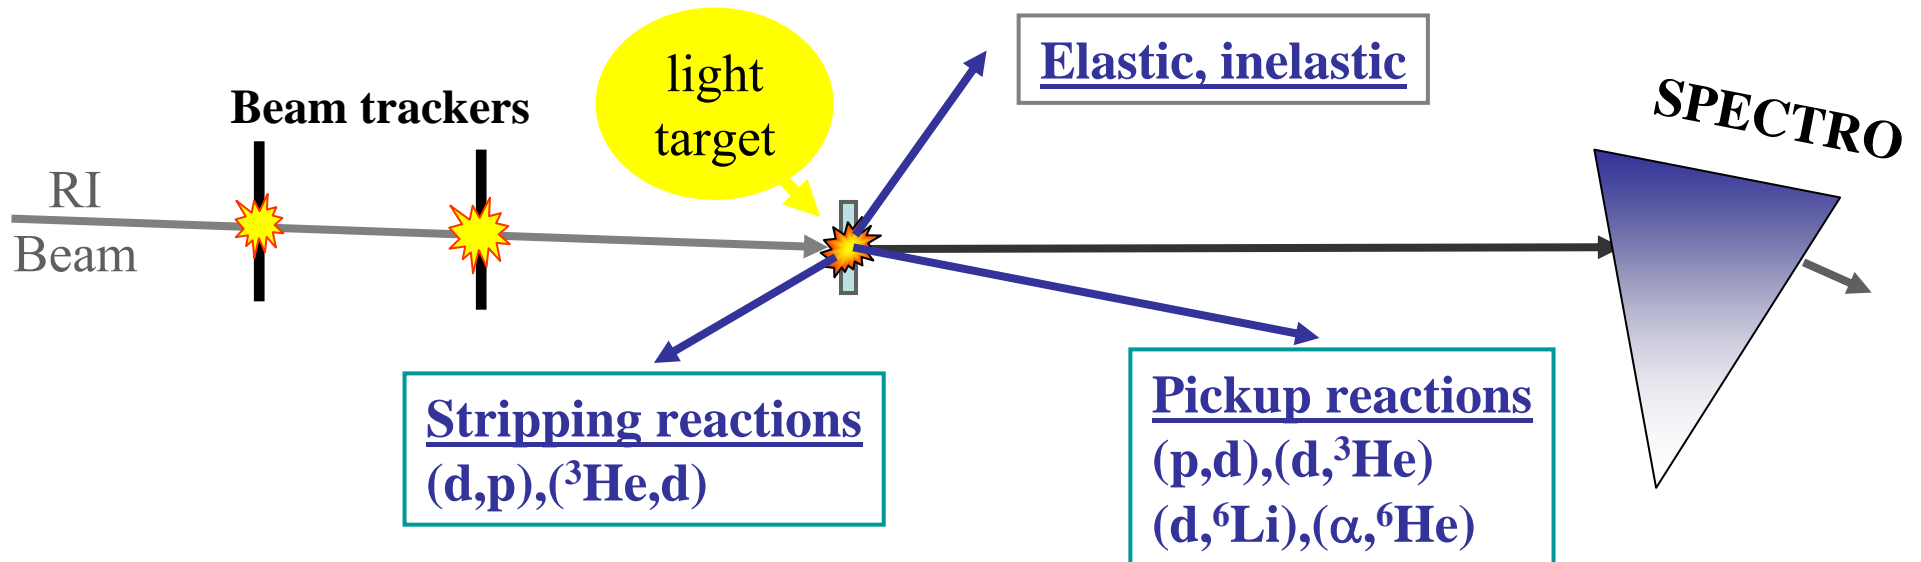 RI
Beam
Beam trackers
light
target
Elastic, inelastic
SPECTRO
Stripping reactions
(d,p),(³He,d)
Pickup reactions
(p,d),(d,³He)
(d,⁶Li),(α,⁶He)